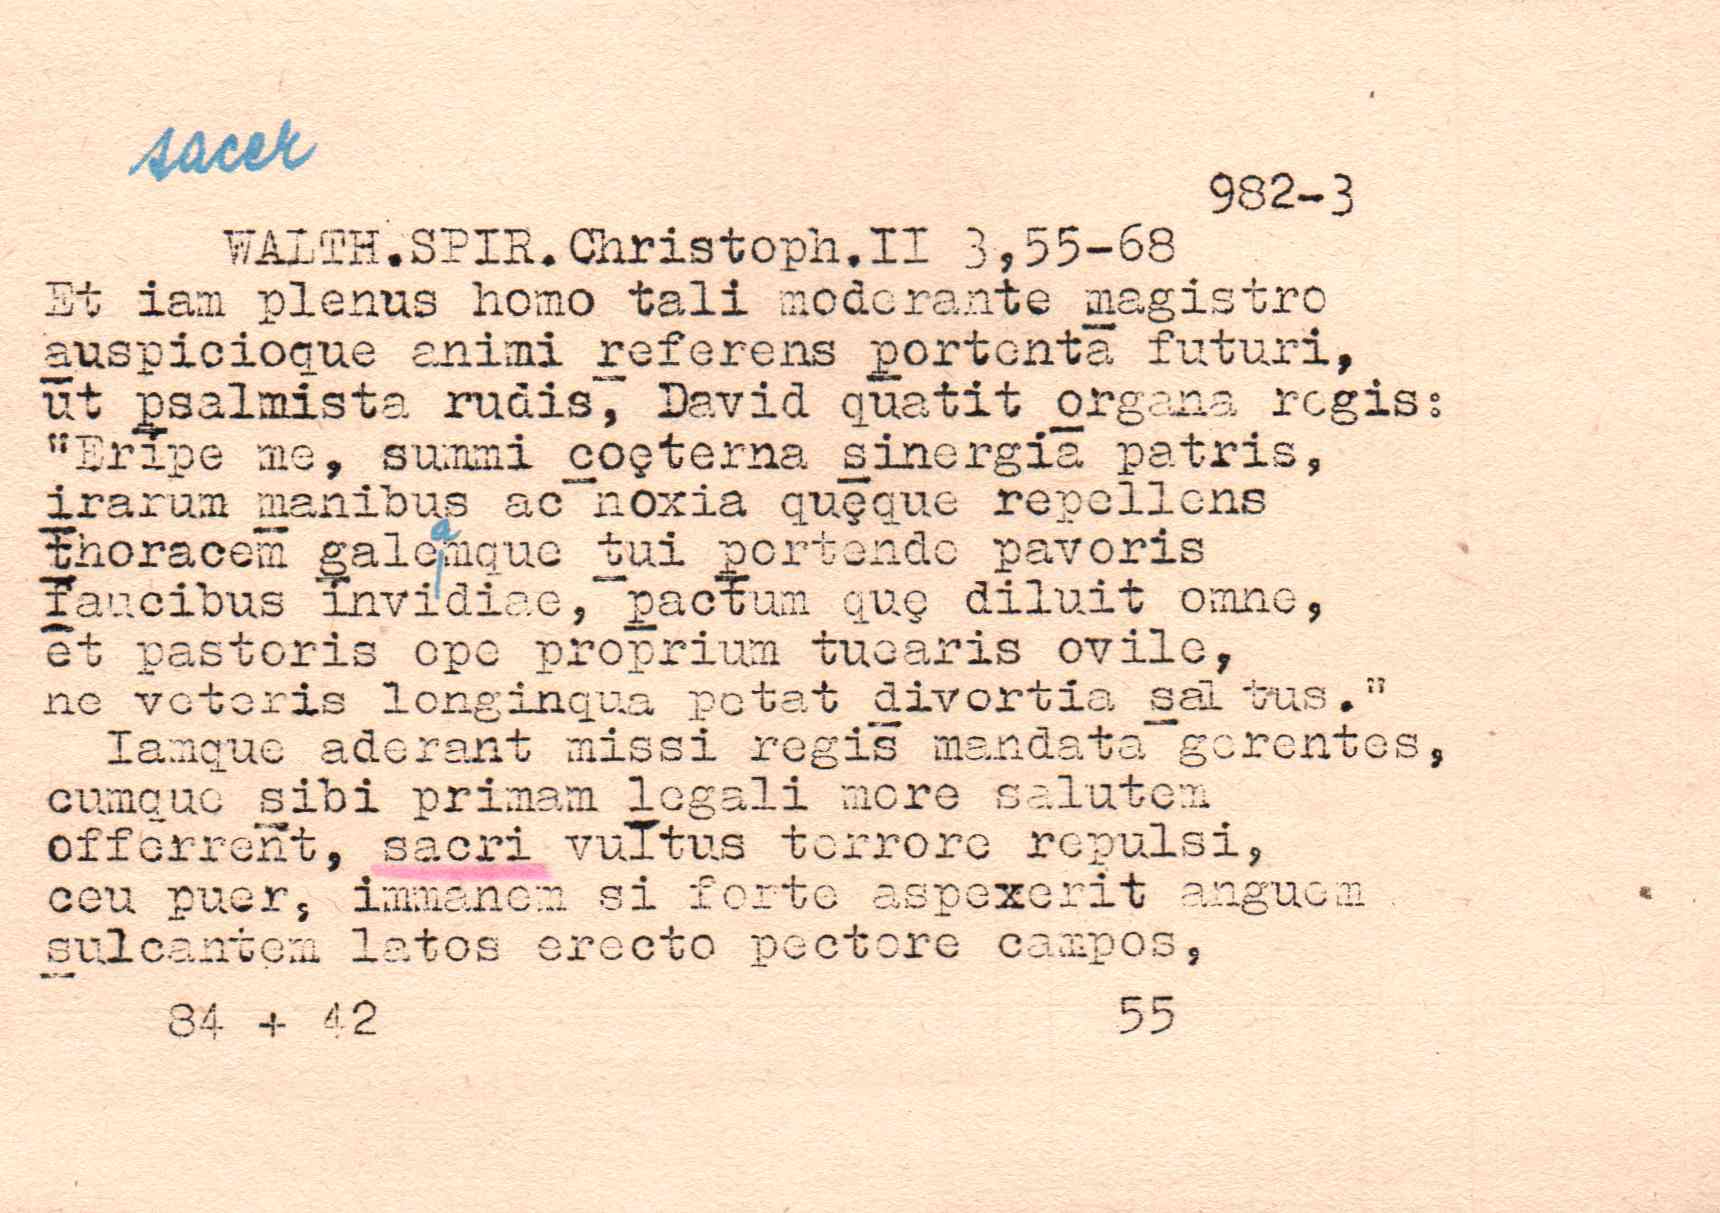 sacer
982-3
WALTH.SPIR.Christoph.II 3,55-68
Et iam plenus homo tali moderante magistro
auspicioque animi referens portenta futuri,
ut psalmista rudis, David quatit organa regis:
"Eripe me, summi coęterna sinergia patris,
irarum manibus ac noxia quęque repellens
a
thoracem galemque tui portende pavoris
faucibus invidiae, pactum quę diluit omne,
et pastoris ope proprium tuearis ovile,
ne veteris longinqua petat divortia saltus."
Iamque aderant missi regis mandata gerentes,
cumque sibi primam legali more salutem
offerrent, sacri vultus terrore repulsi,
ceu puer, immanem si forte aspexerit anguem
sulcantem latos erecto pectore campos,
84 + 42 55